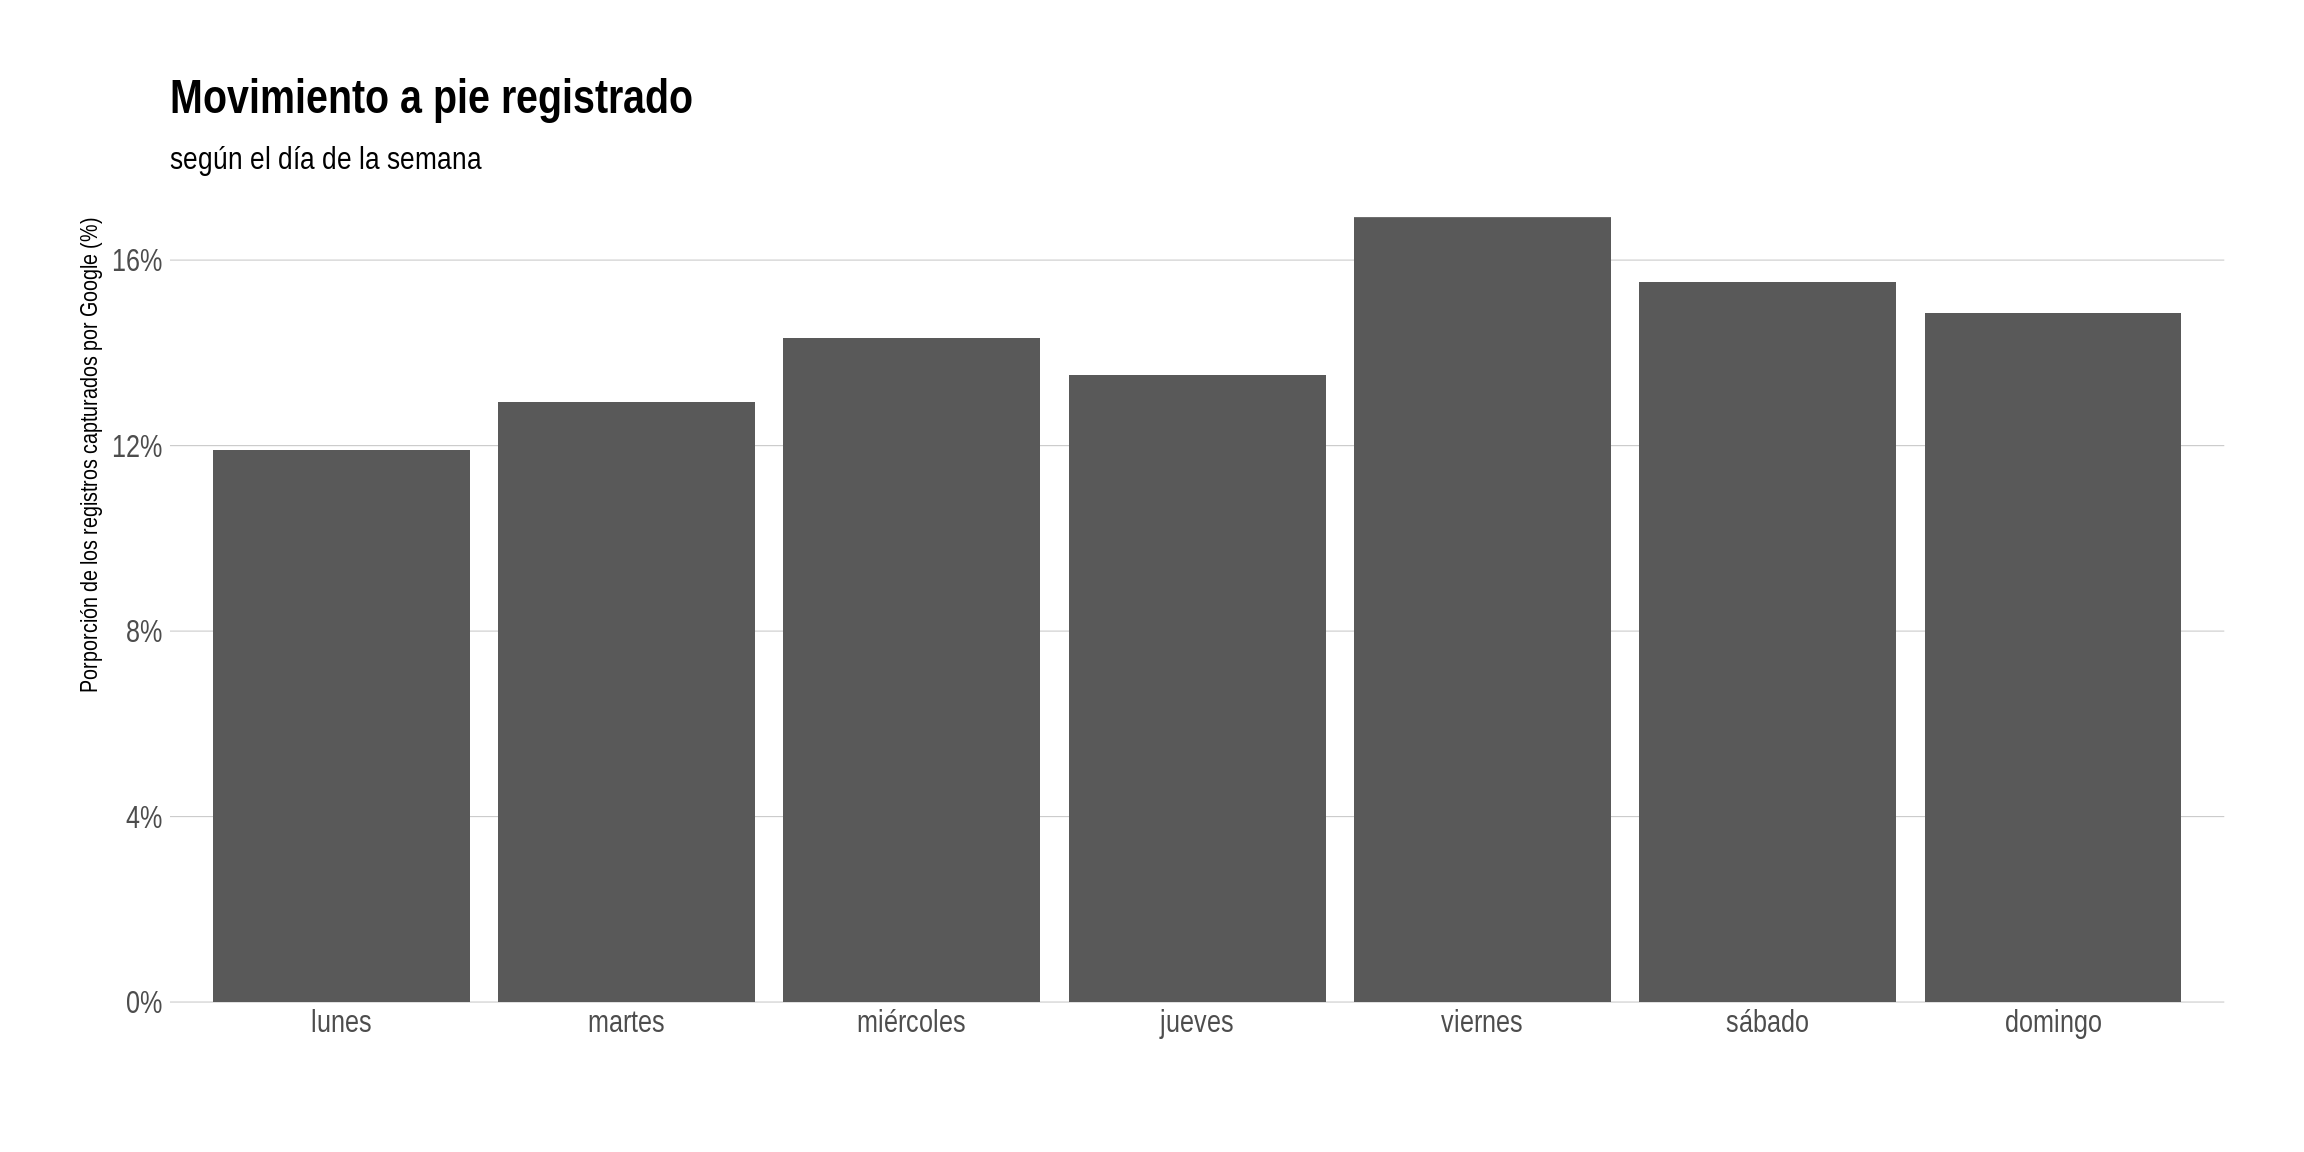 Movimiento a pie registrado
según el día de la semana
Porporción de los registros capturados por Google (%)
16%
12%
8%
4%
0%
lunes martes miércoles jueves viernes sábado domingo